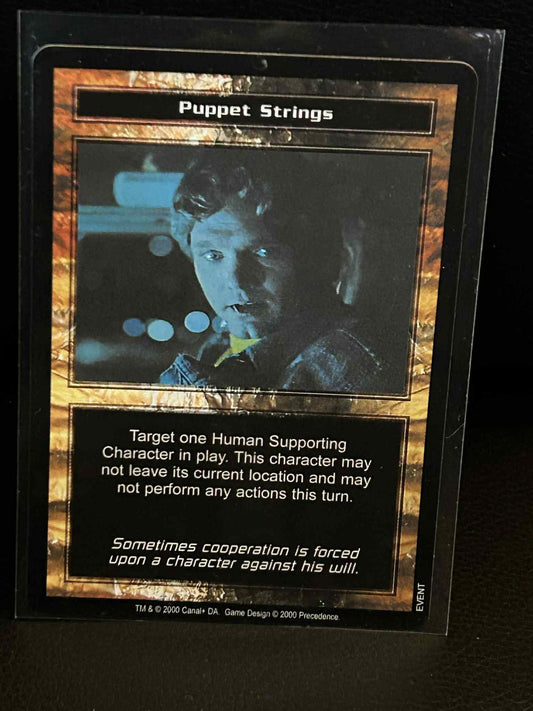 Puppet Strings
Target one Human Supporting
Character in play. This character may
not leave its current location and may
not perform any actions this turn.
Sometimes cooperation is forced
upon a character against his will.
TM & © 2000 Canal+ DA. Game Design © 2000 Precedence.
EVENT